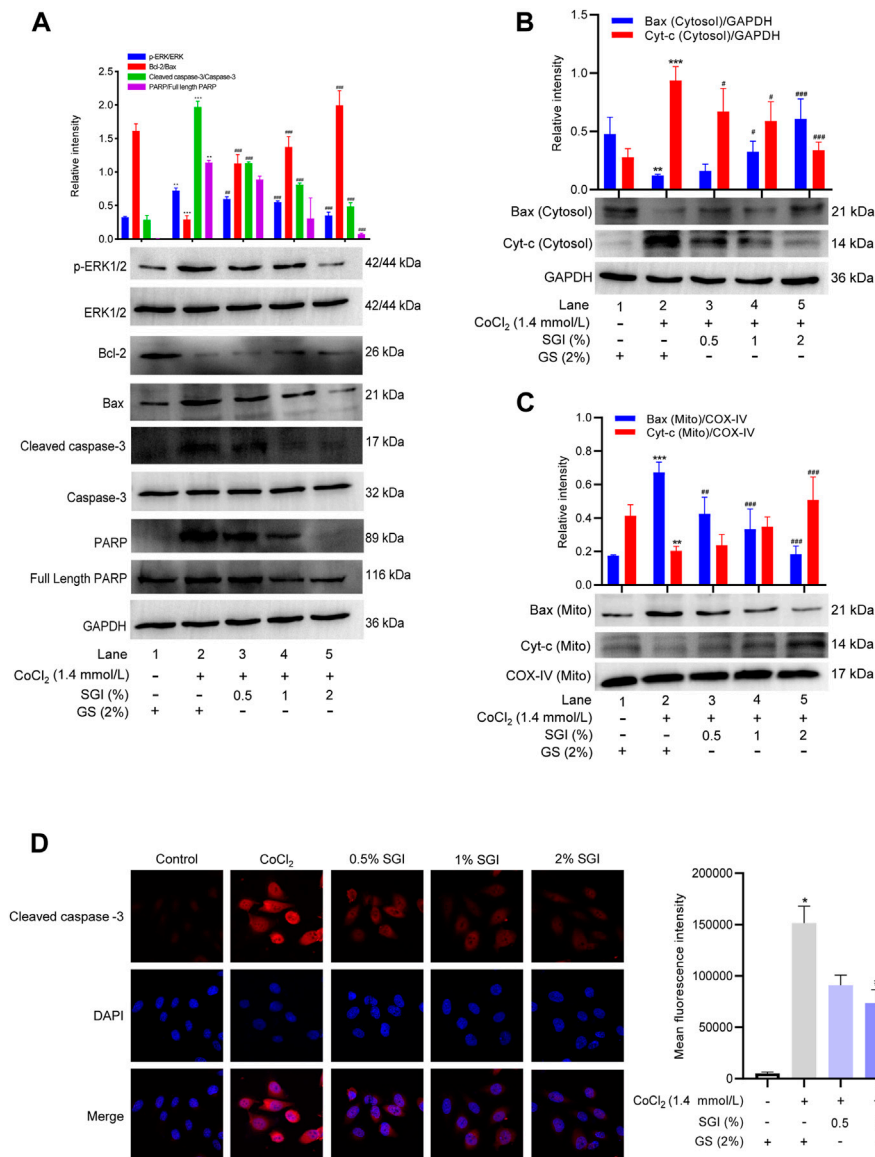 A
p-ERK/ERK
Bcl-2/Bax
Cleaved caspase-3/Caspase-3
PARP/Full length PARP
2.5
2.0
1.5
1.0
0.5
0.0
Relative intensity
** *** *** ** ## ### ### ### ### ### ### ### ### ###
p-ERK1/2 42/44 kDa
ERK1/2 42/44 kDa
Bcl-2 26 kDa
Bax 21 kDa
Cleaved caspase-3 17 kDa
Caspase-3 32 kDa
PARP 89 kDa
Full Length PARP 116 kDa
GAPDH 36 kDa
Lane 1 2 3 4 5
CoCl₂ (1.4 mmol/L) - + + + +
SGI (%) - - 0.5 1 2
GS (2%) + + - - -
B
Bax (Cytosol)/GAPDH
Cyt-c (Cytosol)/GAPDH
1.5
1.0
0.5
0.0
Relative intensity
** *** # # # ### ###
Bax (Cytosol) 21 kDa
Cyt-c (Cytosol) 14 kDa
GAPDH 36 kDa
Lane 1 2 3 4 5
CoCl₂ (1.4 mmol/L) - + + + +
SGI (%) - - 0.5 1 2
GS (2%) + + - - -
C
Bax (Mito)/COX-IV
Cyt-c (Mito)/COX-IV
1.0
0.8
0.6
0.4
0.2
0.0
Relative intensity
*** ** ## ### ### ###
Bax (Mito) 21 kDa
Cyt-c (Mito) 14 kDa
COX-IV (Mito) 17 kDa
Lane 1 2 3 4 5
CoCl₂ (1.4 mmol/L) - + + + +
SGI (%) - - 0.5 1 2
GS (2%) + + - - -
D
Control CoCl₂ 0.5% SGI 1% SGI 2% SGI
Cleaved caspase -3
DAPI
Merge
200000
150000
100000
50000
0
Mean fluorescence intensity
*
CoCl₂ (1.4 mmol/L) - + +
SGI (%) - - 0.5
GS (2%) + + -